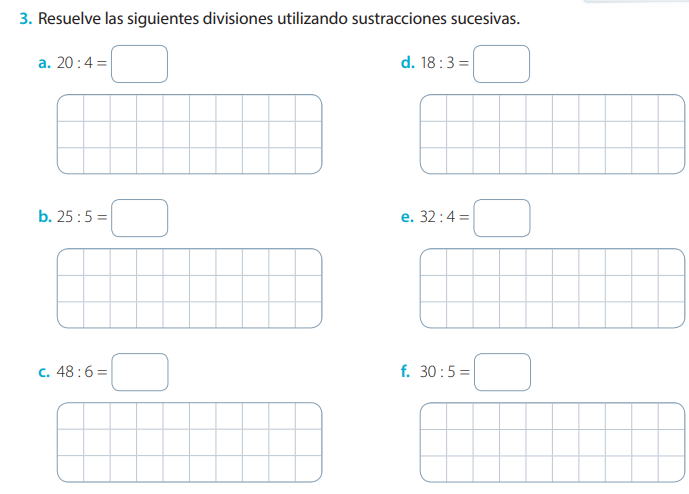 3. Resuelve las siguientes divisiones utilizando sustracciones sucesivas.
a. 20 : 4 =
d. 18 : 3 =
b. 25 : 5 =
e. 32 : 4 =
c. 48 : 6 =
f. 30 : 5 =